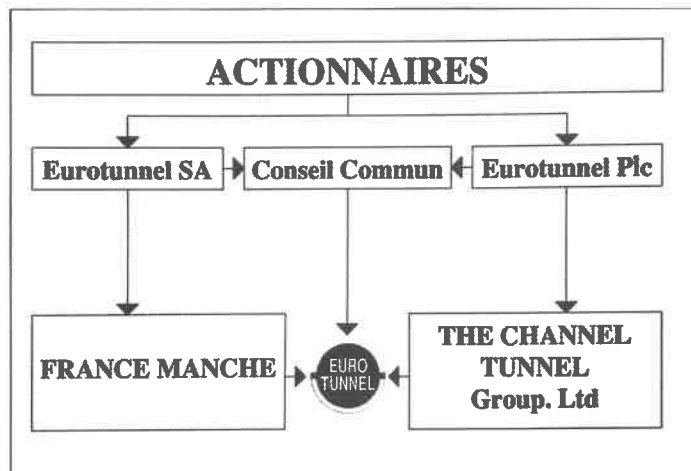 ACTIONNAIRES
Eurotunnel SA
Conseil Commun
Eurotunnel Plc
FRANCE MANCHE
EURO
TUNNEL
THE CHANNEL
TUNNEL
Group. Ltd